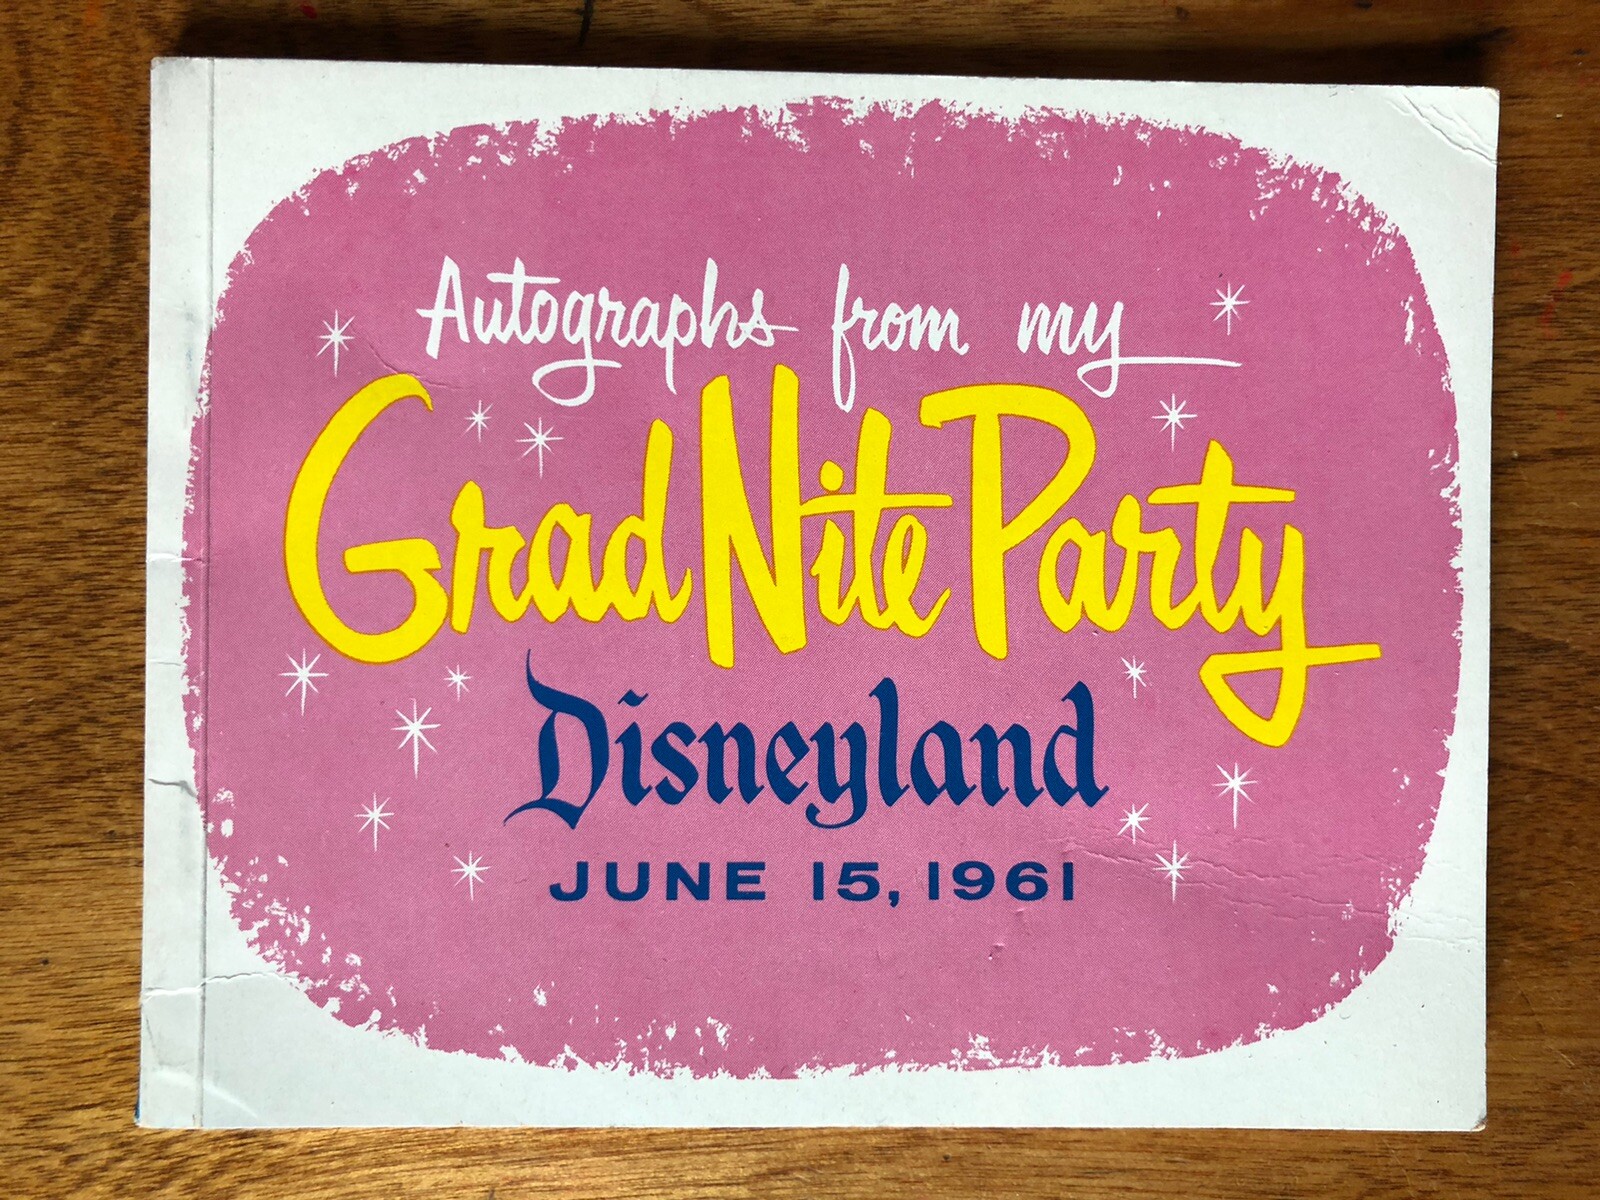 Autographs from my
Grad Nite Party
Disneyland
JUNE 15, 1961